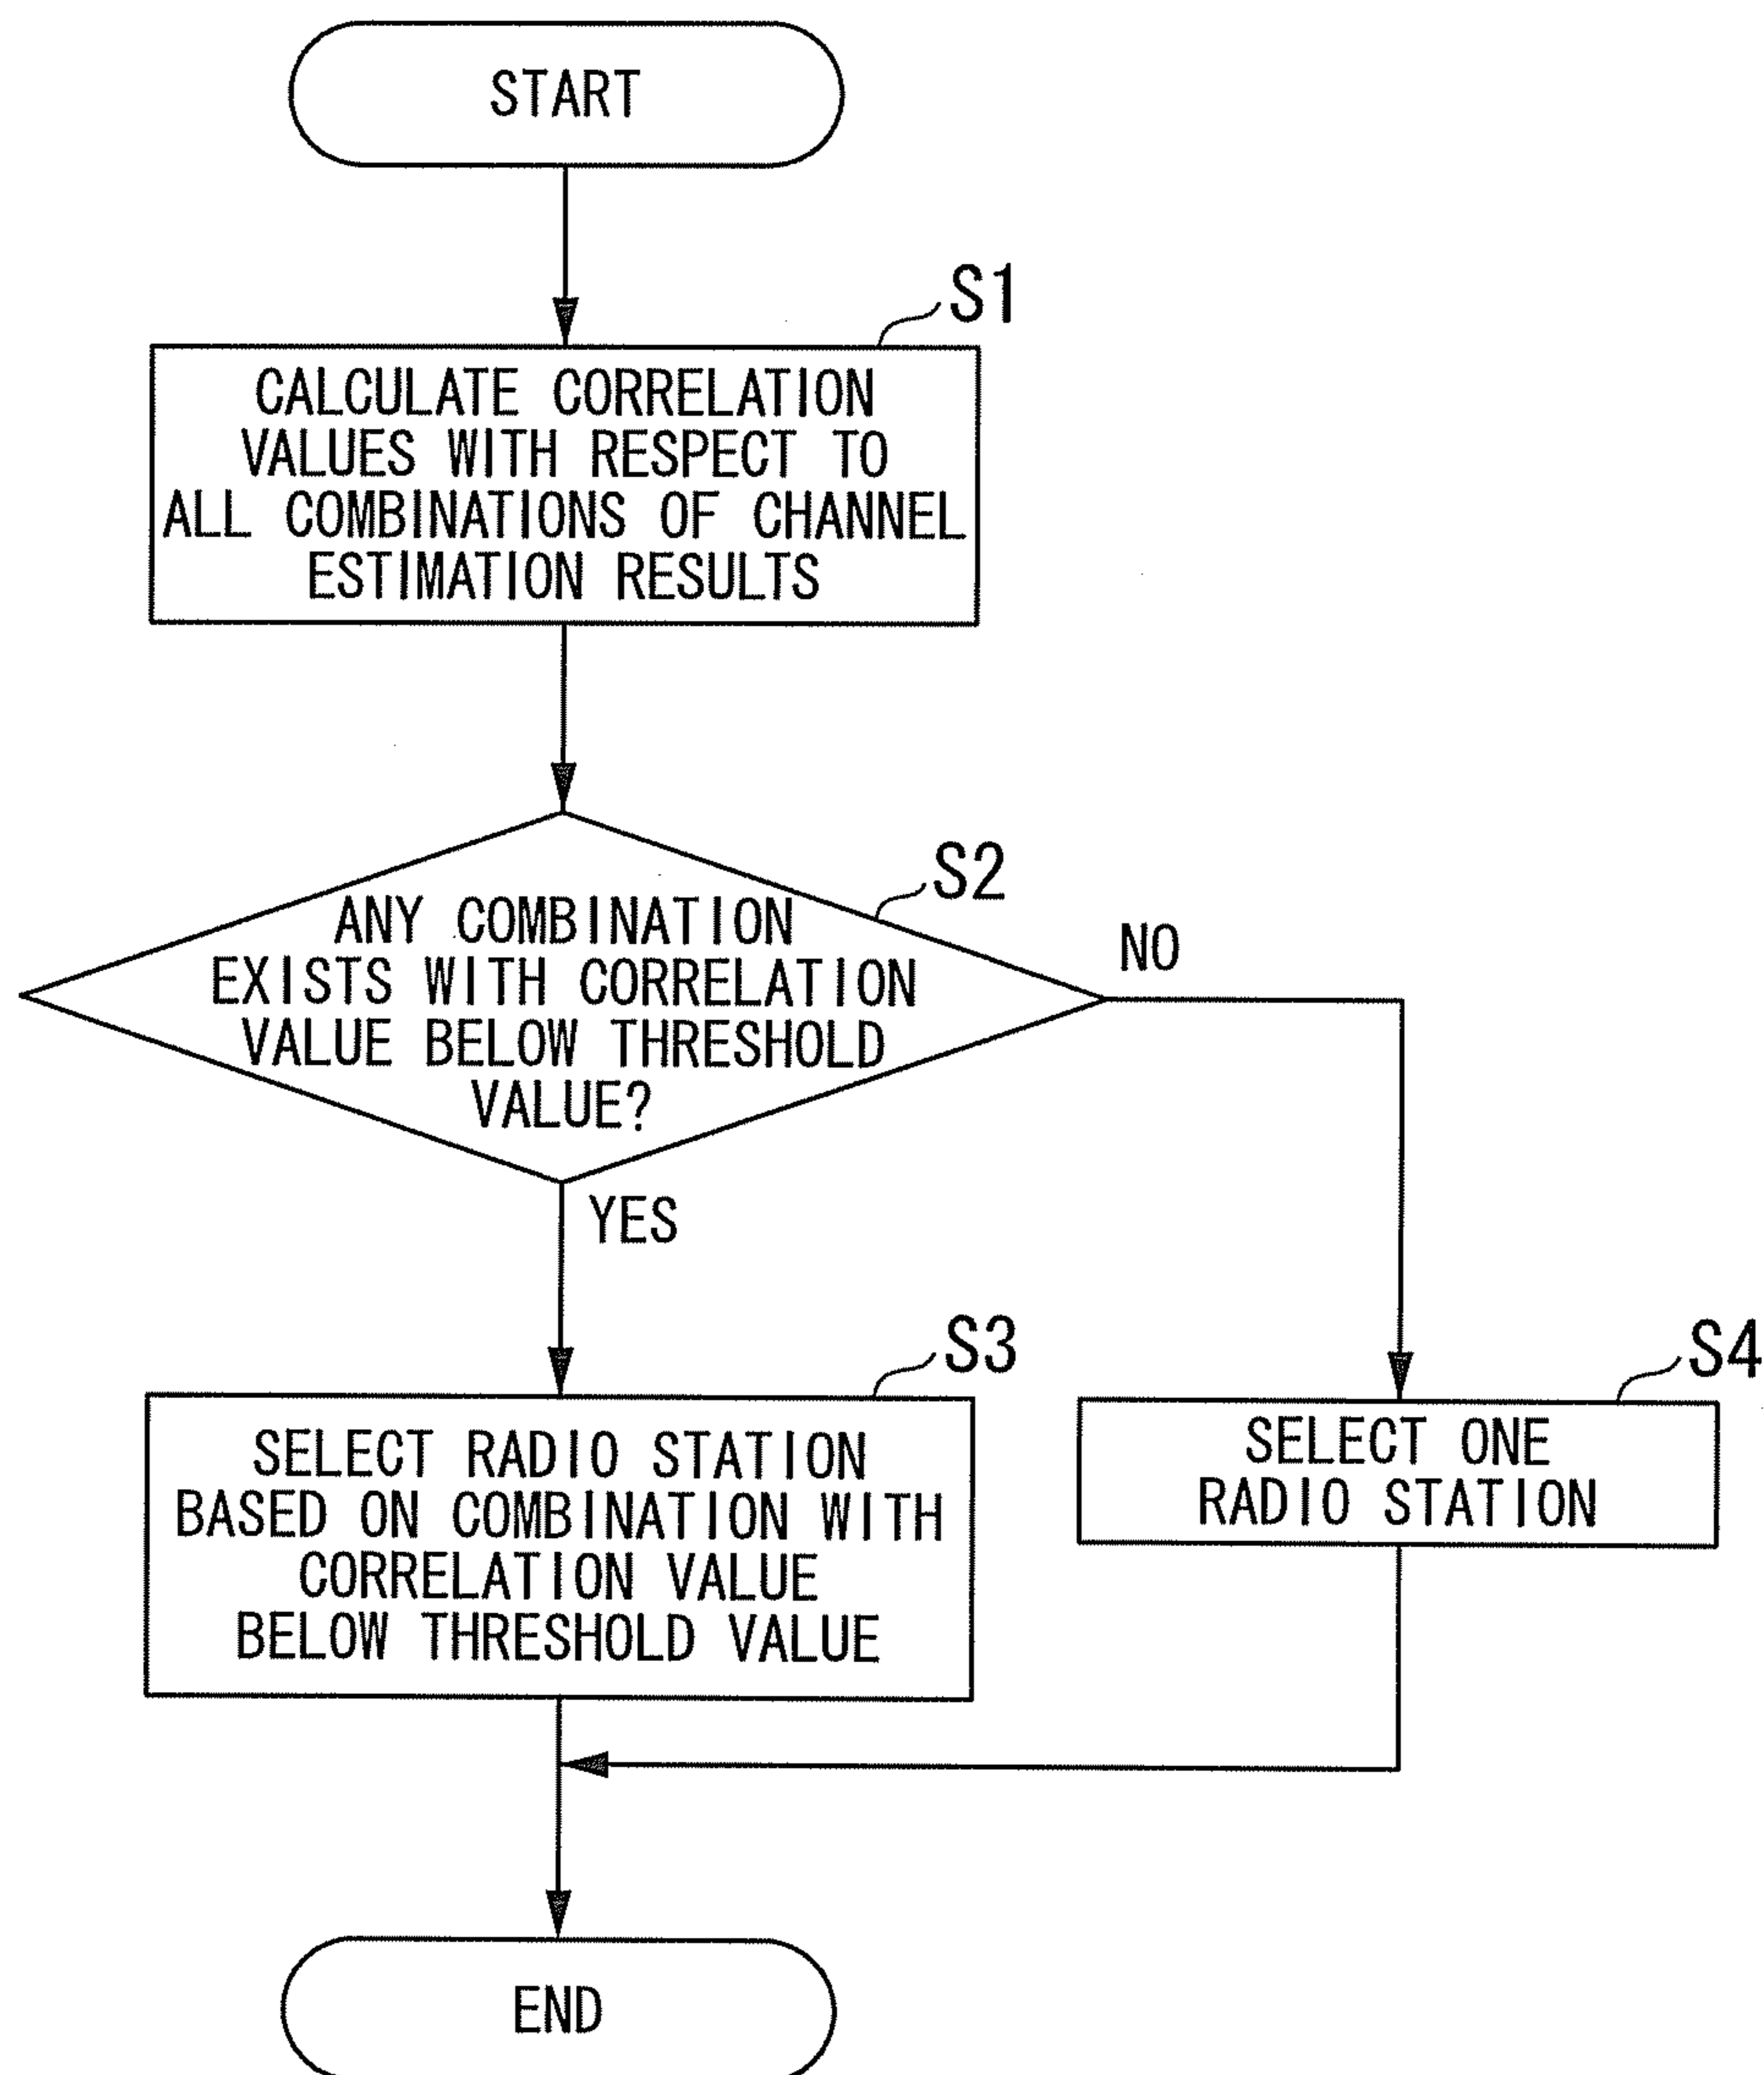 START
S1
CALCULATE CORRELATION
VALUES WITH RESPECT TO
ALL COMBINATIONS OF CHANNEL
ESTIMATION RESULTS
S2
ANY COMBINATION
EXISTS WITH CORRELATION
VALUE BELOW THRESHOLD
VALUE?
NO
YES
S3
SELECT RADIO STATION
BASED ON COMBINATION WITH
CORRELATION VALUE
BELOW THRESHOLD VALUE
S4
SELECT ONE
RADIO STATION
END